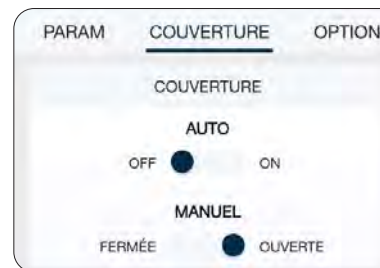 PARAM COUVERTURE OPTION
COUVERTURE
AUTO
OFF ON
MANUEL
FERMÉE OUVERTE